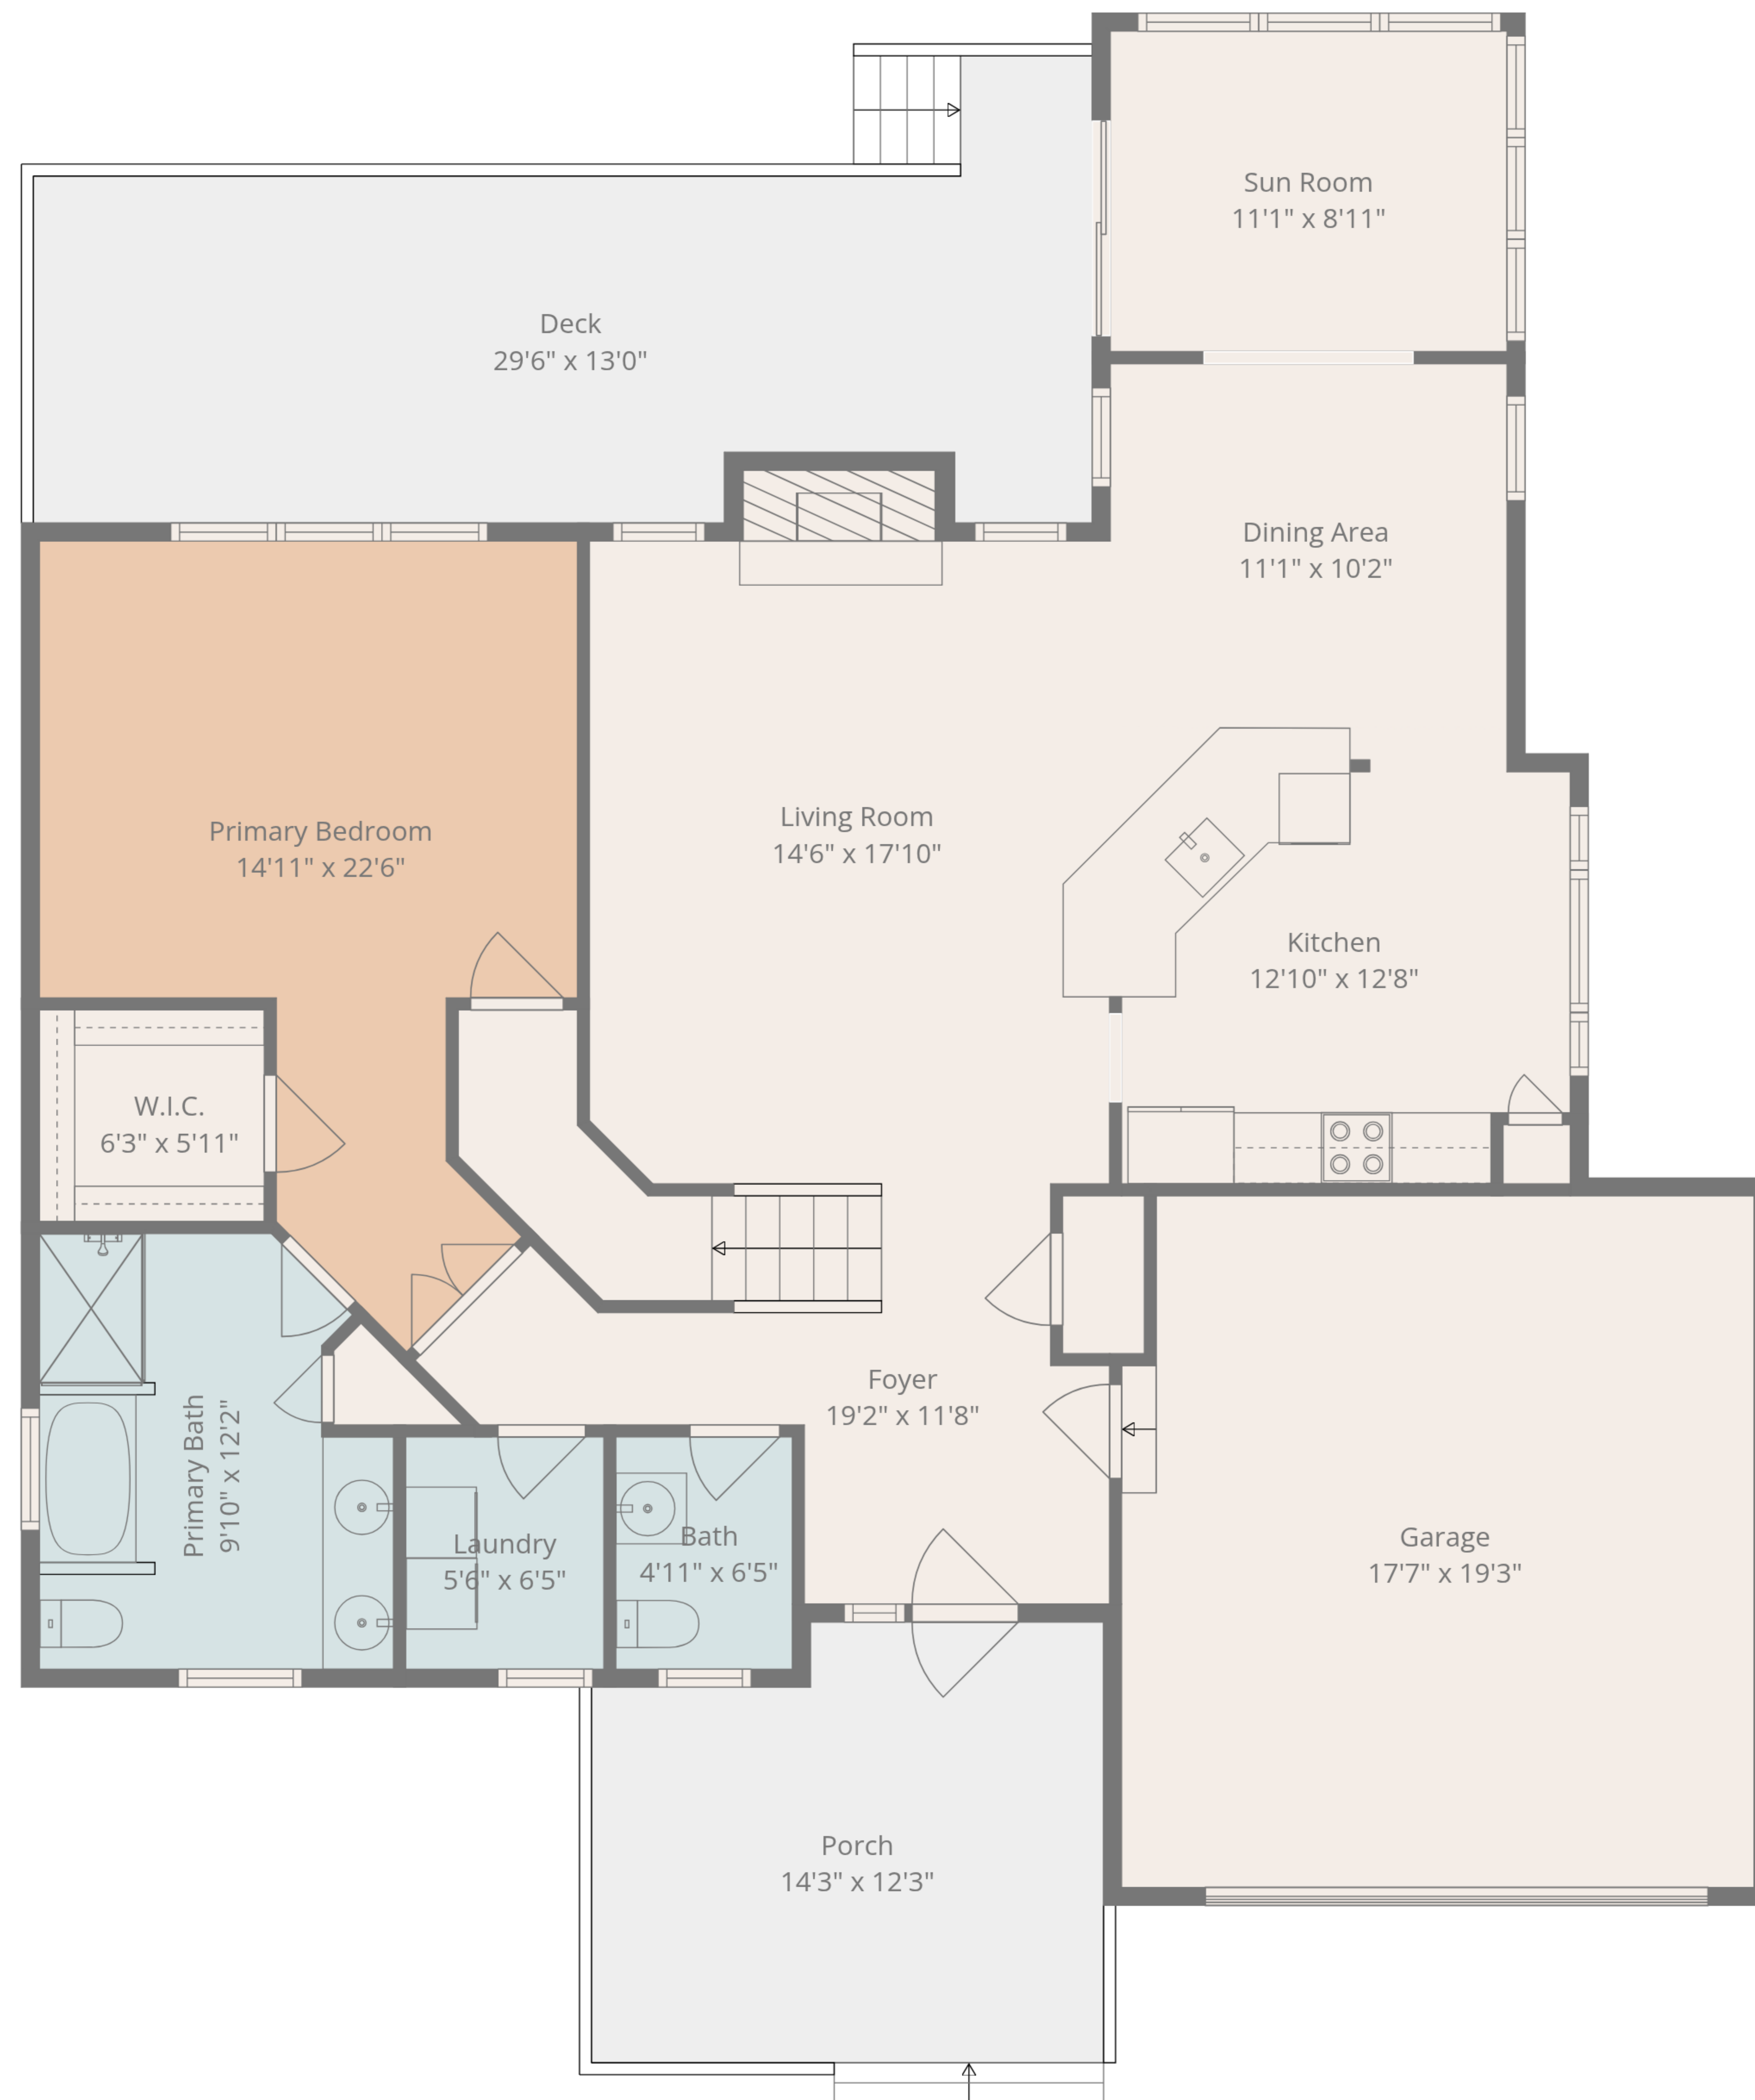 Sun Room
11'1" x 8'11"
Deck
29'6" x 13'0"
Dining Area
11'1" x 10'2"
Primary Bedroom
14'11" x 22'6"
Living Room
14'6" x 17'10"
Kitchen
12'10" x 12'8"
W.I.C.
6'3" x 5'11"
Foyer
19'2" x 11'8"
Primary Bath
9'10" x 12'2"
Laundry
5'6" x 6'5"
Bath
4'11" x 6'5"
Garage
17'7" x 19'3"
Porch
14'3" x 12'3"